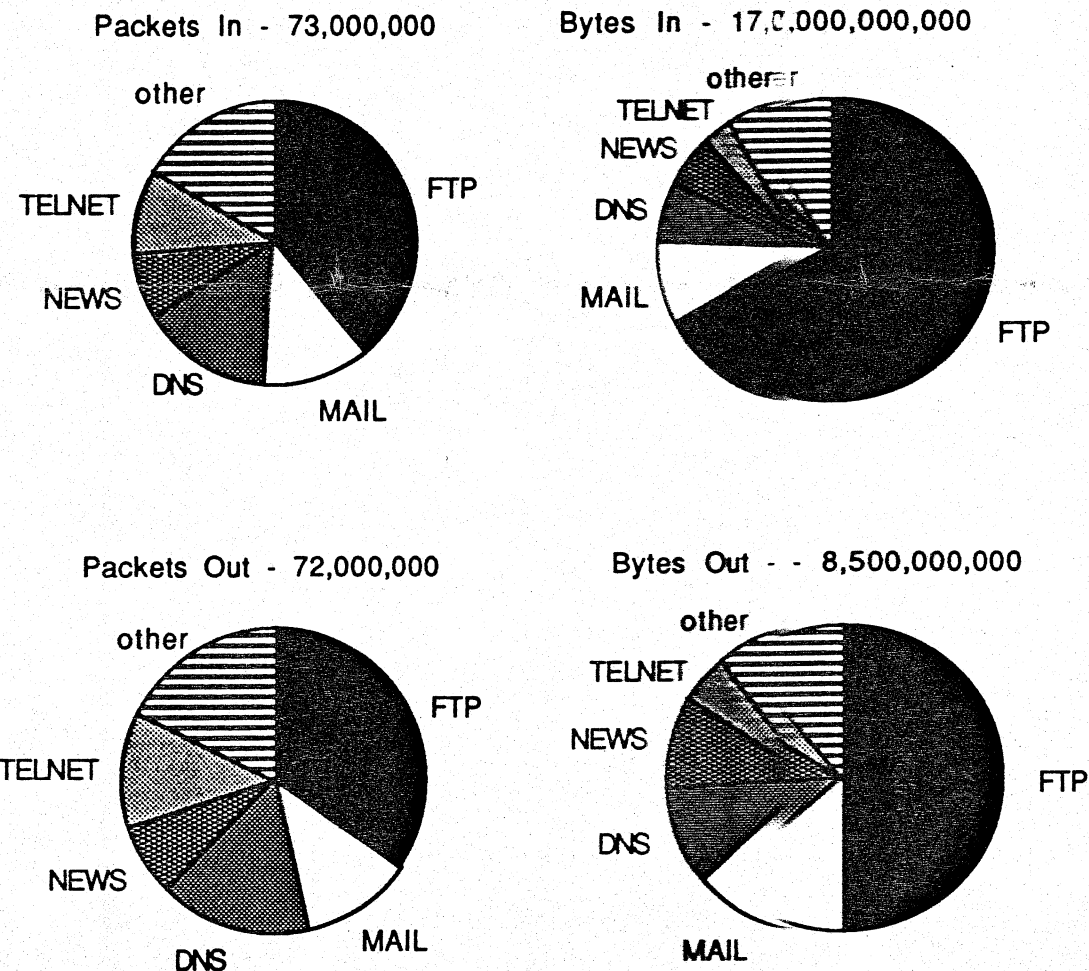 Packets In - 73,000,000
other
FTP
TELNET
NEWS
DNS
MAIL
Bytes In -
other
TELNET
NEWS
DNS
MAIL
FTP
Packets Out - 72,000,000
other
FTP
TELNET
NEWS
DNS
MAIL
Bytes Out - - 8,500,000,000
other
TELNET
NEWS
FTP
DNS
MAIL